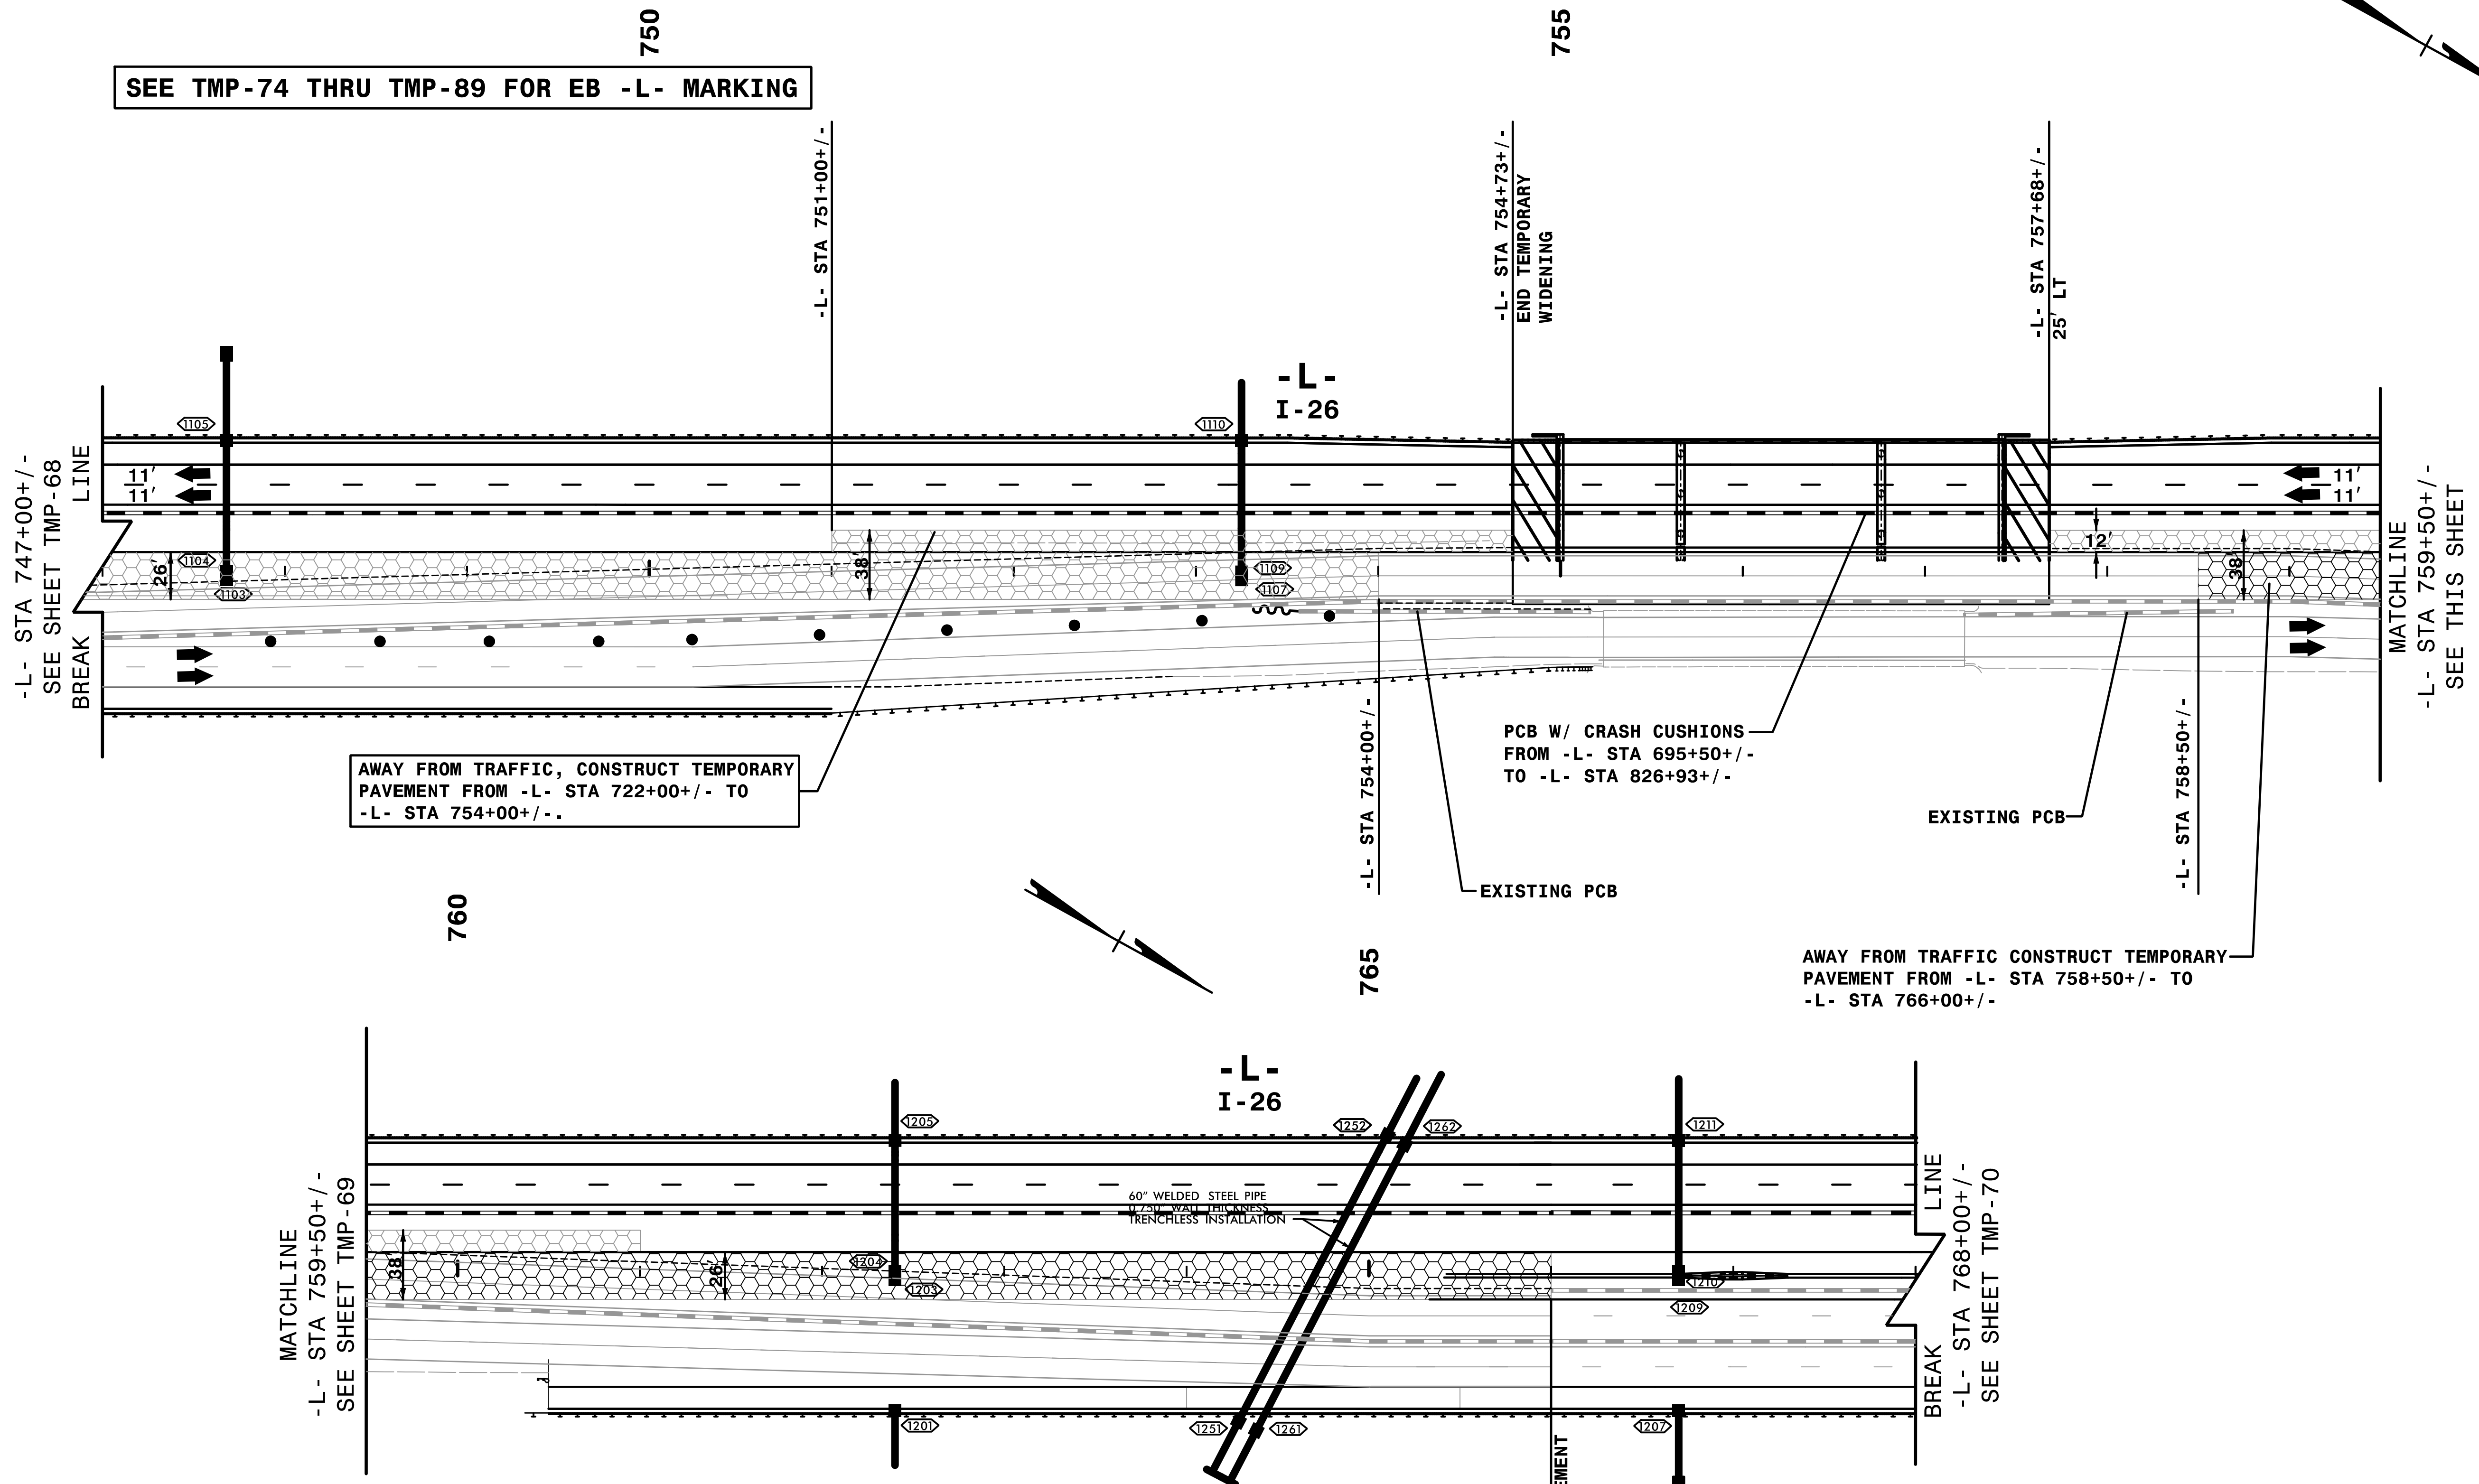 750
755
SEE TMP-74 THRU TMP-89 FOR EB -L- MARKING
-L- STA 751+00+/-
-L- STA 754+73+/-
END TEMPORARY
WIDENING
-L- STA 757+68+/-
25' LT
-L-
I-26
1105
1110
11'
11'
11'
11'
-L- STA 747+00+/-
SEE SHEET TMP-68
BREAK LINE
1104
26'
1103
38'
1109
1107
12'
38'
MATCHLINE
-L- STA 759+50+/-
SEE THIS SHEET
AWAY FROM TRAFFIC, CONSTRUCT TEMPORARY
PAVEMENT FROM -L- STA 722+00+/- TO
-L- STA 754+00+/-.
-L- STA 754+00+/-
PCB W/ CRASH CUSHIONS
FROM -L- STA 695+50+/-
TO -L- STA 826+93+/-
EXISTING PCB
EXISTING PCB
-L- STA 758+50+/-
AWAY FROM TRAFFIC CONSTRUCT TEMPORARY
PAVEMENT FROM -L- STA 758+50+/- TO
-L- STA 766+00+/-
760
765
-L-
I-26
1205
1252
1262
1211
60" WELDED STEEL PIPE
0.750" WALL THICKNESS
TRENCHLESS INSTALLATION
MATCHLINE
-L- STA 759+50+/-
SEE SHEET TMP-69
38'
26'
1204
1203
1210
1209
BREAK LINE
-L- STA 768+00+/-
SEE SHEET TMP-70
1201
1251
1261
1207